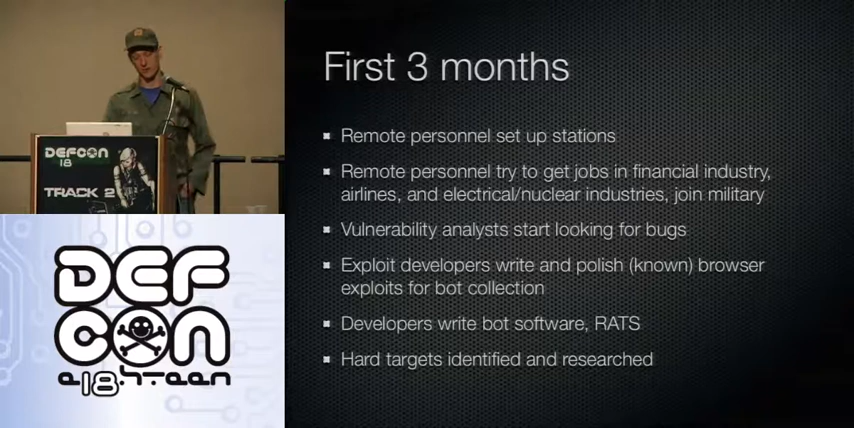 DEFCON
18
TRACK 2
DEF
CON
eighteen
First 3 months
Remote personnel set up stations
Remote personnel try to get jobs in financial industry,
airlines, and electrical/nuclear industries, join military
Vulnerability analysts start looking for bugs
Exploit developers write and polish (known) browser
exploits for bot collection
Developers write bot software, RATS
Hard targets identified and researched